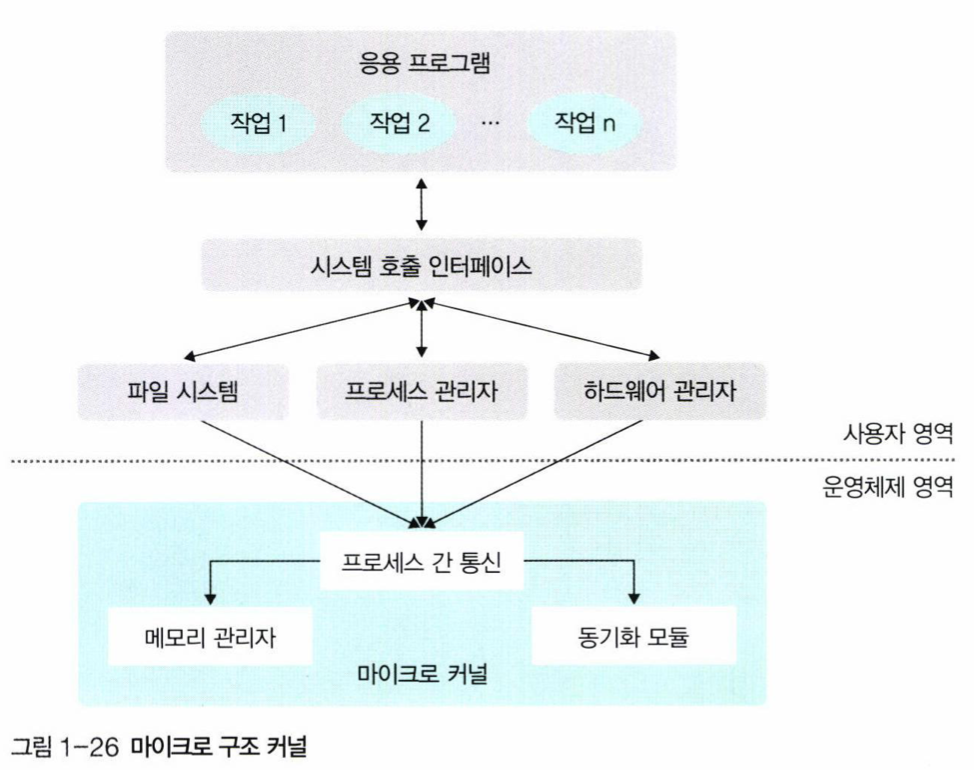 응용 프로그램
작업 1 작업 2 ··· 작업 n
시스템 호출 인터페이스
파일 시스템 프로세스 관리자 하드웨어 관리자
사용자 영역
운영체제 영역
프로세스 간 통신
메모리 관리자 동기화 모듈
마이크로 커널
그림 1-26 마이크로 구조 커널